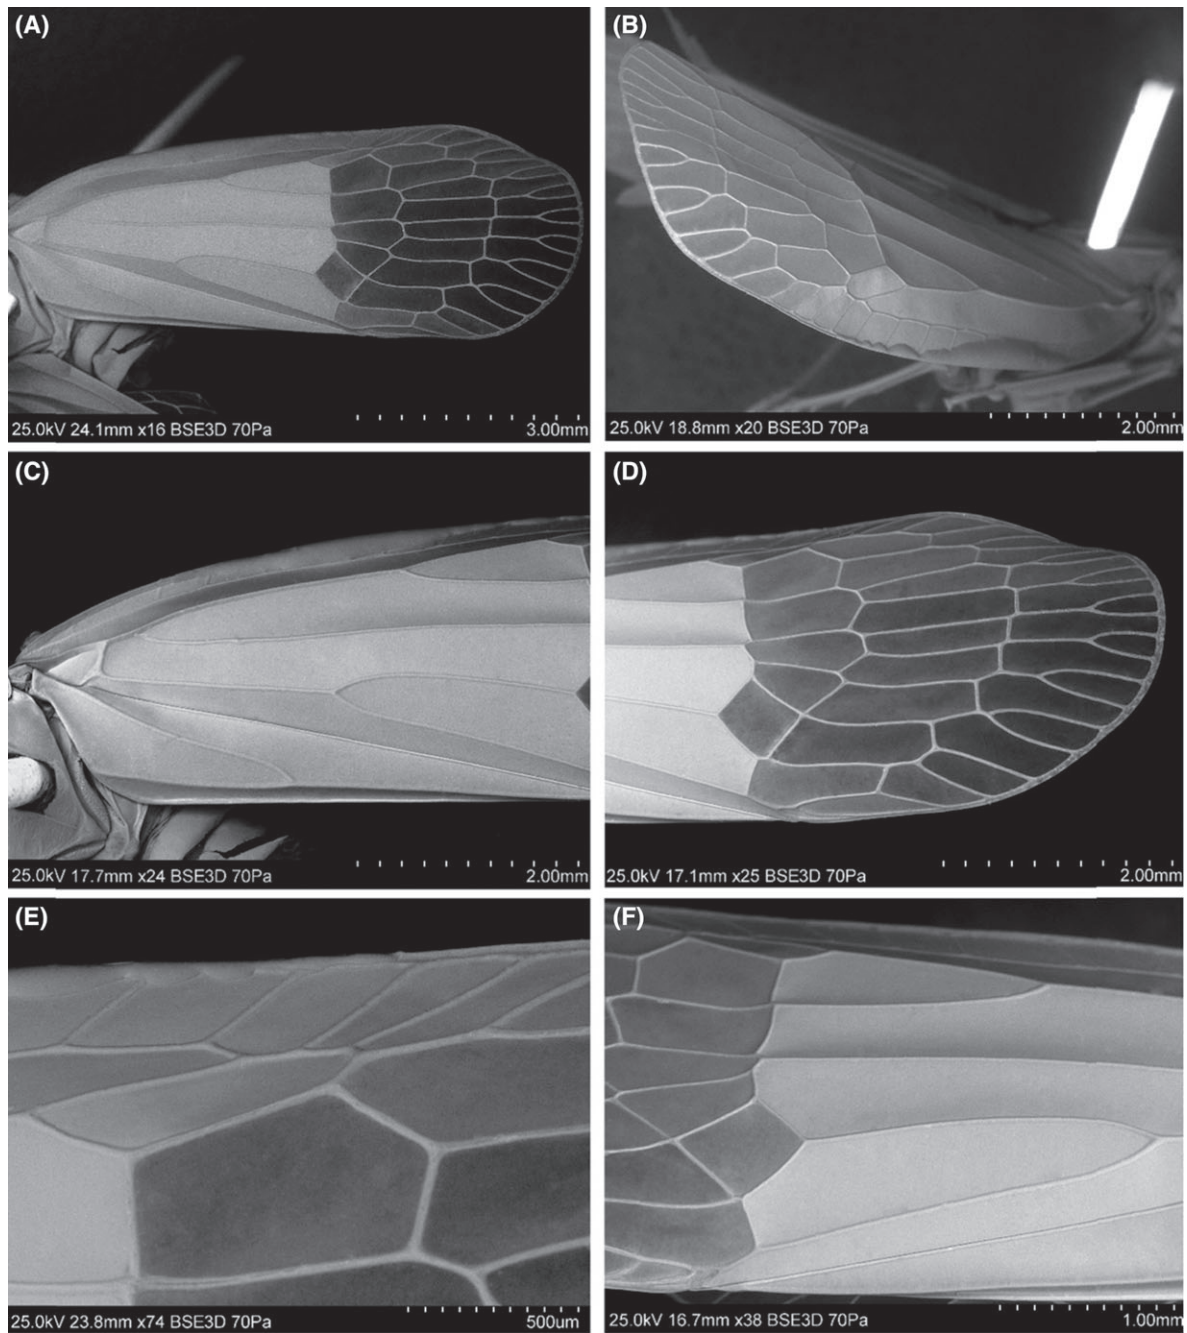 (A)
25.0kV 24.1mm x16 BSE3D 70Pa 3.00mm
(B)
25.0kV 18.8mm x20 BSE3D 70Pa 2.00mm
(C)
25.0kV 17.7mm x24 BSE3D 70Pa 2.00mm
(D)
25.0kV 17.1mm x25 BSE3D 70Pa 2.00mm
(E)
25.0kV 23.8mm x74 BSE3D 70Pa 500um
(F)
25.0kV 16.7mm x38 BSE3D 70Pa 1.00mm